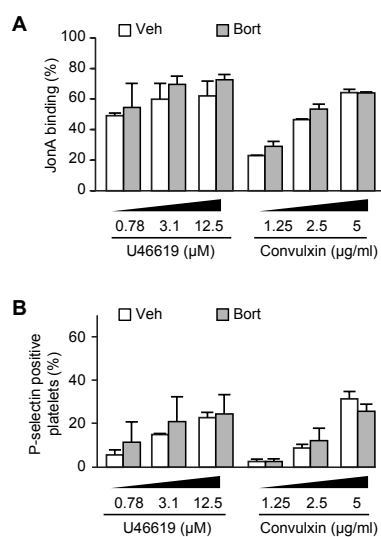 A
Veh
Bort
JonA binding (%)
100
80
60
40
20
0
0.78 3.1 12.5 1.25 2.5 5
U46619 (µM) Convulxin (µg/ml)
B
Veh
Bort
P-selectin positive
platelets (%)
60
40
20
0
0.78 3.1 12.5 1.25 2.5 5
U46619 (µM) Convulxin (µg/ml)